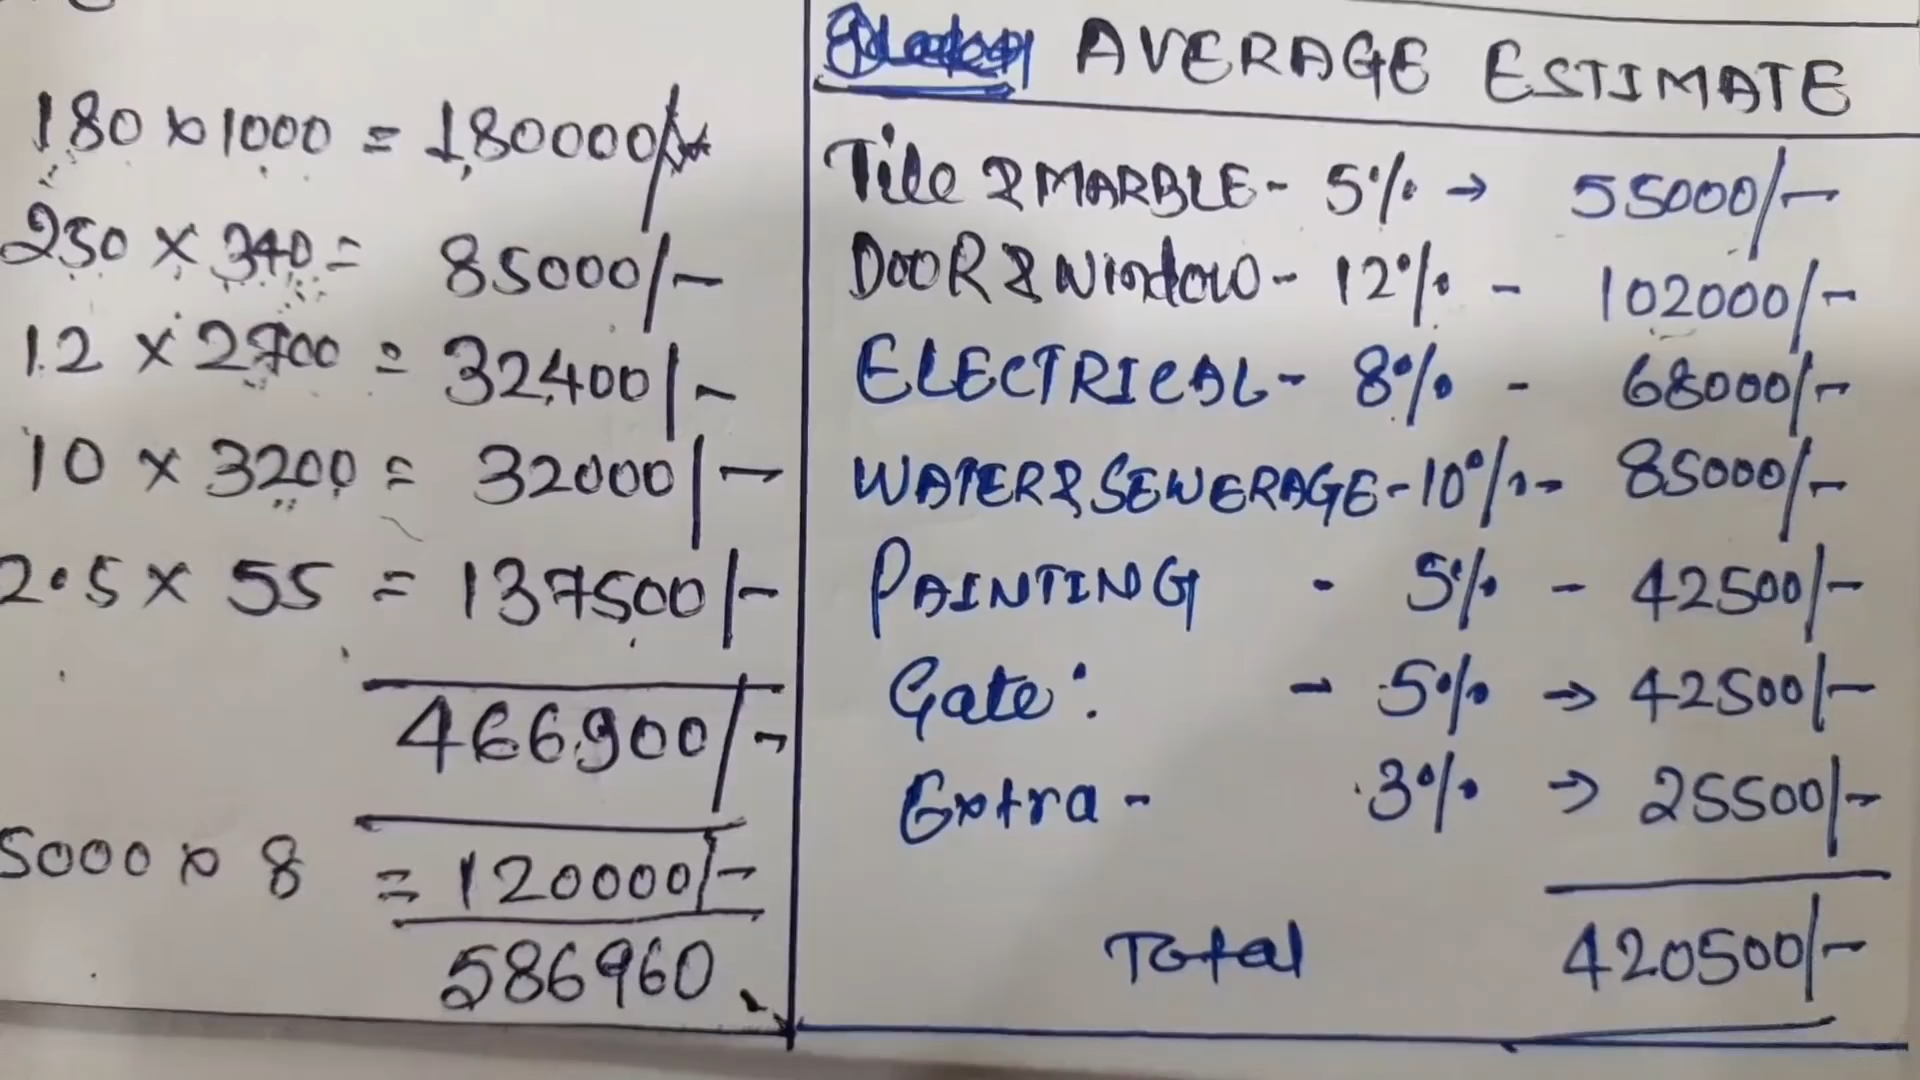 180 x 1000 = 180000/-
250 x 340 = 85000/-
12 x 2700 = 32400/-
10 x 3200 = 32000/-
2.5 x 55 = 137500/-
466900/-
5000 x 8 = 120000/-
586960
AVERAGE ESTIMATE
Tile & MARBLE - 5% → 55000/-
DOOR & Window - 12% - 102000/-
ELECTRICAL - 8% - 68000/-
WATER & SEWERAGE - 10% - 85000/-
PAINTING - 5% - 42500/-
Gate: - 5% → 42500/-
Extra - 3% → 25500/-
Total 420500/-